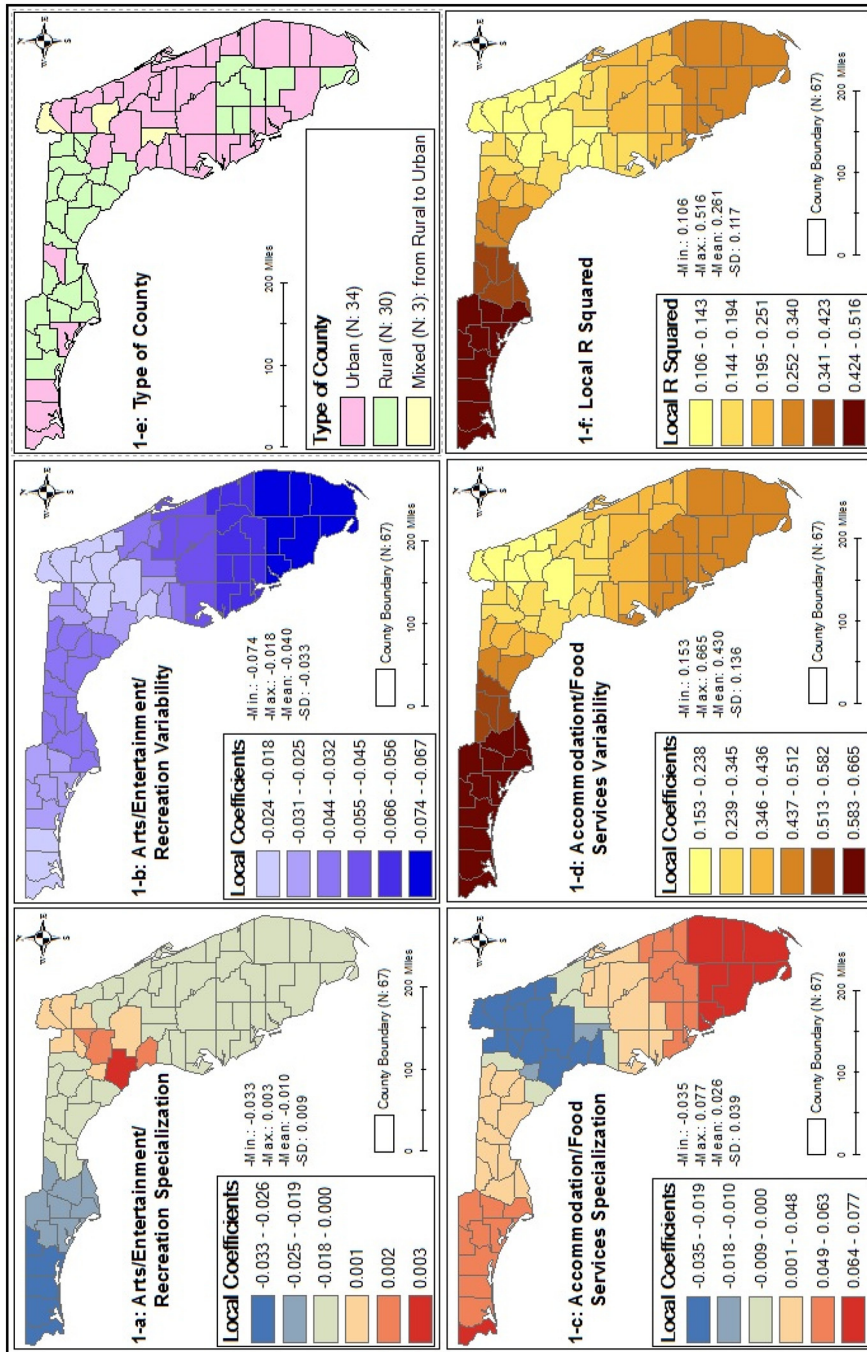 1-a: Arts/Entertainment/
Recreation Specialization
Local Coefficients
-0.033 - -0.026
-0.025 - -0.019
-0.018 - 0.000
0.001
0.002
0.003
-Min.: -0.033
-Max.: 0.003
-Mean: -0.010
-SD: 0.009
County Boundary (N: 67)
0 100 200 Miles
1-b: Arts/Entertainment/
Recreation Variability
Local Coefficients
-0.024 - -0.018
-0.031 - -0.025
-0.044 - -0.032
-0.055 - -0.045
-0.066 - -0.056
-0.074 - -0.067
-Min.: -0.074
-Max.: -0.018
-Mean: -0.040
-SD: -0.033
County Boundary (N: 67)
0 100 200 Miles
1-e: Type of County
0 100 200 Miles
Type of County
Urban (N: 34)
Rural (N: 30)
Mixed (N: 3): from Rural to Urban
1-c: Accommodation/Food
Services Specialization
Local Coefficients
-0.035 - -0.019
-0.018 - -0.010
-0.009 - 0.000
0.001 - 0.048
0.049 - 0.063
0.064 - 0.077
-Min.: -0.035
-Max.: 0.077
-Mean: 0.026
-SD: 0.039
County Boundary (N: 67)
0 100 200 Miles
1-d: Accommodationt/Food
Services Variability
Local Coefficients
0.153 - 0.238
0.239 - 0.345
0.346 - 0.436
0.437 - 0.512
0.513 - 0.582
0.583 - 0.665
-Min.: 0.153
-Max.: 0.665
-Mean: 0.430
-SD: 0.136
County Boundary (N: 67)
0 100 200 Miles
1-f: Local R Squared
Local R Squared
0.106 - 0.143
0.144 - 0.194
0.195 - 0.251
0.252 - 0.340
0.341 - 0.423
0.424 - 0.516
-Min.: 0.106
-Max.: 0.516
-Mean: 0.261
-SD: 0.117
County Boundary (N: 67)
0 100 200 Miles